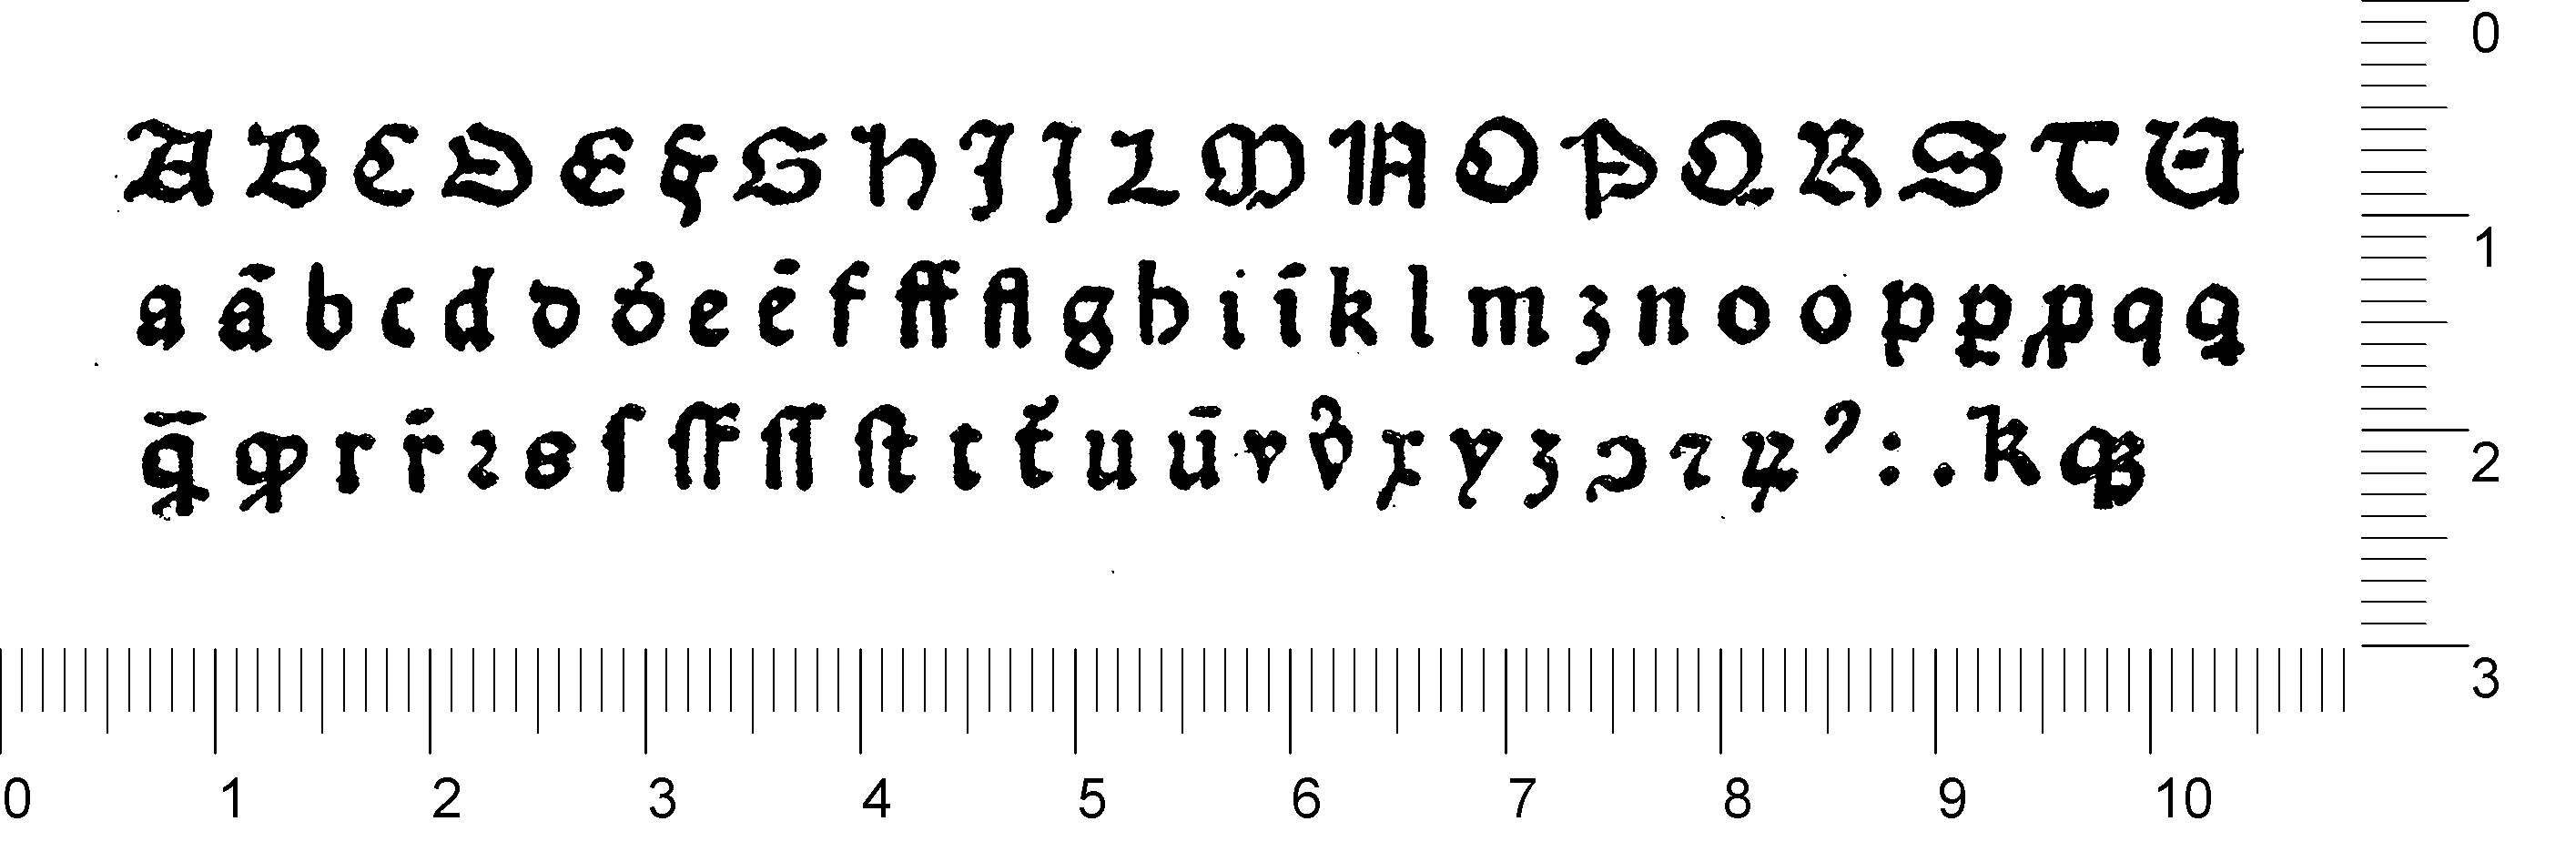 A B C D E F G H I J L M N O P Q R S T U
a ã b c d d d̉ e ē f ff fl g h i ī k l m ʒ n o o p ꝑ ꝓ q ꝗ
ꝗ̄ ꝙ r r̄ ꝛ s ſ ſſ ſſ ſt t t̉ u ū v v̉ x y z ꝯ ꝛ ꝝ ꝰ : . k qꝫ
0
1
2
3
0 1 2 3 4 5 6 7 8 9 10